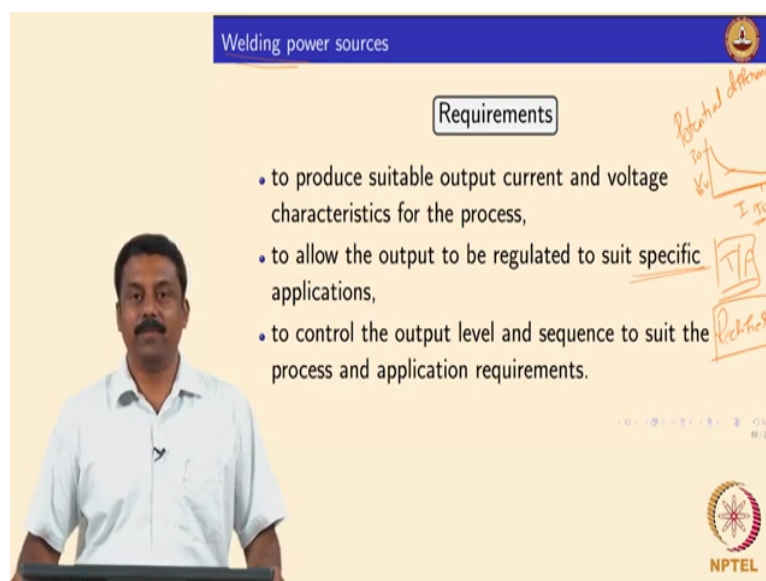 Welding power sources
Requirements
• to produce suitable output current and voltage
characteristics for the process,
• to allow the output to be regulated to suit specific
applications,
• to control the output level and sequence to suit the
process and application requirements.
Potential
I
NPTEL